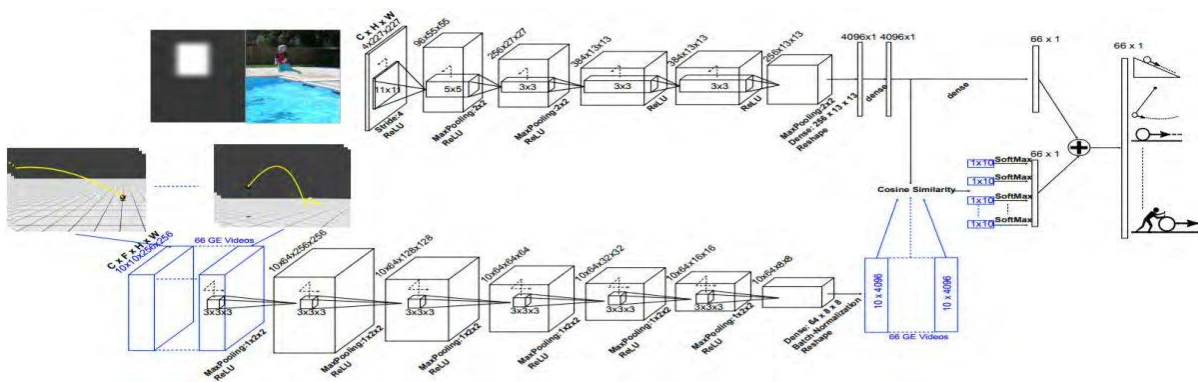 C x H x W
4x227x227
96x55x55
256x27x27
384x13x13
384x13x13
256x13x13
4096x1 4096x1
66 x 1
66 x 1
11x11
5x5
3x3
3x3
3x3
Stride:4
ReLU
MaxPooling:2x2
ReLU
MaxPooling:2x2
ReLU
ReLU
ReLU
MaxPooling:2x2
Dense: 256 x 13 x 13
Reshape
dense
dense
66 x 1
1x10 SoftMax
1x10 SoftMax
1x10 SoftMax
1x10 SoftMax
Cosine Similarity
C x F x H x W
10x10x256x256
66 GE Videos
10x64x256x256
10x64x128x128
10x64x64x64
10x64x32x32
10x64x16x16
10x64x8x8
3x3x3
3x3x3
3x3x3
3x3x3
3x3x3
3x3x3
MaxPooling:1x2x2
ReLU
MaxPooling:1x2x2
ReLU
MaxPooling:1x2x2
ReLU
MaxPooling:1x2x2
ReLU
MaxPooling:1x2x2
ReLU
Dense: 64 x 8 x 8
Batch-Normalization
Reshape
10 x 4096
10 x 4096
66 GE Videos